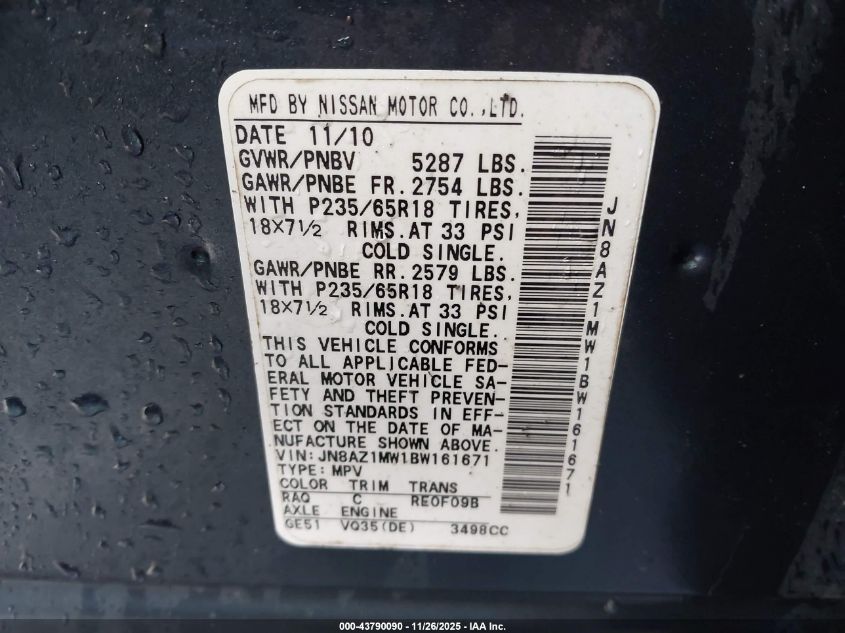 MFD BY NISSAN MOTOR CO.,LTD.
DATE 11/10
GVWR/PNBV 5287 LBS.
GAWR/PNBE FR. 2754 LBS.
WITH P235/65R18 TIRES,
18×7½ RIMS.AT 33 PSI
COLD SINGLE.
GAWR/PNBE RR. 2579 LBS.
WITH P235/65R18 TIRES,
18×7½ RIMS.AT 33 PSI
COLD SINGLE.
THIS VEHICLE CONFORMS
TO ALL APPLICABLE FED-
ERAL MOTOR VEHICLE SA-
FETY AND THEFT PREVEN-
TION STANDARDS IN EFF-
ECT ON THE DATE OF MA-
NUFACTURE SHOWN ABOVE.
VIN:JN8AZ1MW1BW161671
TYPE: MPV
COLOR TRIM TRANS
RAQ C RE0F09B
AXLE ENGINE
GE51 VQ35(DE) 3498CC
JN8AZ1MW1BW161671
000-43790090 - 11/26/2025 - IAA Inc.